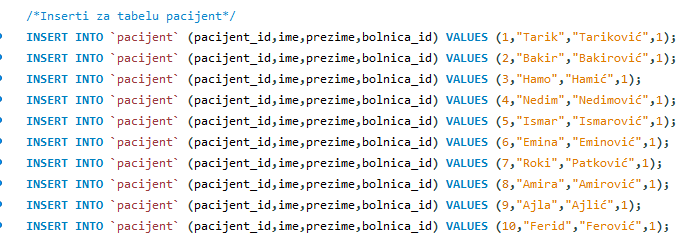 /*Inserti za tabelu pacijent*/
INSERT INTO `pacijent` (pacijent_id,ime,prezime,bolnica_id) VALUES (1,"Tarik","Tariković",1);
INSERT INTO `pacijent` (pacijent_id,ime,prezime,bolnica_id) VALUES (2,"Bakir","Bakirović",1);
INSERT INTO `pacijent` (pacijent_id,ime,prezime,bolnica_id) VALUES (3,"Hamo","Hamić",1);
INSERT INTO `pacijent` (pacijent_id,ime,prezime,bolnica_id) VALUES (4,"Nedim","Nedimović",1);
INSERT INTO `pacijent` (pacijent_id,ime,prezime,bolnica_id) VALUES (5,"Ismar","Ismarović",1);
INSERT INTO `pacijent` (pacijent_id,ime,prezime,bolnica_id) VALUES (6,"Emina","Eminović",1);
INSERT INTO `pacijent` (pacijent_id,ime,prezime,bolnica_id) VALUES (7,"Roki","Patković",1);
INSERT INTO `pacijent` (pacijent_id,ime,prezime,bolnica_id) VALUES (8,"Amira","Amirović",1);
INSERT INTO `pacijent` (pacijent_id,ime,prezime,bolnica_id) VALUES (9,"Ajla","Ajlić",1);
INSERT INTO `pacijent` (pacijent_id,ime,prezime,bolnica_id) VALUES (10,"Ferid","Ferović",1);